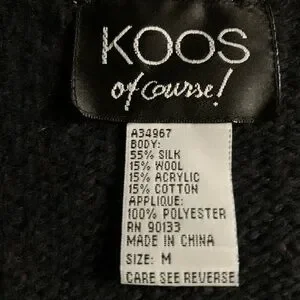 KOOS
of Course!
A34967
BODY:
55% SILK
15% WOOL
15% ACRYLIC
15% COTTON
APPLIQUE:
100% POLYESTER
RN 90133
MADE IN CHINA
SIZE: M
CARE SEE REVERSE